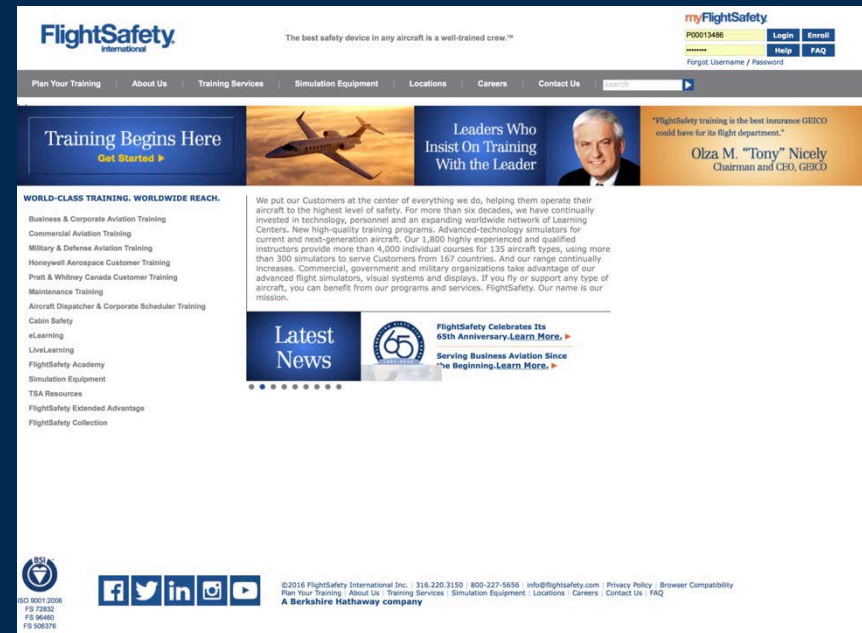 FlightSafety
international
The best safety device in any aircraft is a well-trained crew.™
myFlightSafety
P00013486
Login
Enroll
••••••••
Help
FAQ
Forgot Username / Password
Plan Your Training
About Us
Training Services
Simulation Equipment
Locations
Careers
Contact Us
search
Training Begins Here
Get Started
Leaders Who
Insist On Training
With the Leader
"FlightSafety training is the best insurance GEICO
could have for its flight department."
Olza M. "Tony" Nicely
Chairman and CEO, GEICO
WORLD-CLASS TRAINING. WORLDWIDE REACH.
Business & Corporate Aviation Training
Commercial Aviation Training
Military & Defense Aviation Training
Honeywell Aerospace Customer Training
Pratt & Whitney Canada Customer Training
Maintenance Training
Aircraft Dispatcher & Corporate Scheduler Training
Cabin Safety
eLearning
LiveLearning
FlightSafety Academy
Simulation Equipment
TSA Resources
FlightSafety Extended Advantage
FlightSafety Collection
We put our Customers at the center of everything we do, helping them operate their
aircraft to the highest level of safety. For more than six decades, we have continually
invested in technology, personnel and an expanding worldwide network of Learning
Centers. New high-quality training programs. Advanced-technology simulators for
current and next-generation aircraft. Our 1,800 highly experienced and qualified
instructors provide more than 4,000 individual courses for 135 aircraft types, using more
than 300 simulators to serve Customers from 167 countries. And our range continually
increases. Commercial, government and military organizations take advantage of our
advanced flight simulators, visual systems and displays. If you fly or support any type of
aircraft, you can benefit from our programs and services. FlightSafety. Our name is our
mission.
Latest
News
65
FlightSafety Celebrates Its
65th Anniversary.Learn More.
Serving Business Aviation Since
the Beginning.Learn More.
BSI
ISO 9001:2008
FS 72832
FS 96460
FS 506376
©2016 FlightSafety International Inc. | 316.220.3150 | 800-227-5656 | info@flightsafety.com | Privacy Policy | Browser Compatibility
Plan Your Training | About Us | Training Services | Simulation Equipment | Locations | Careers | Contact Us | FAQ
A Berkshire Hathaway company